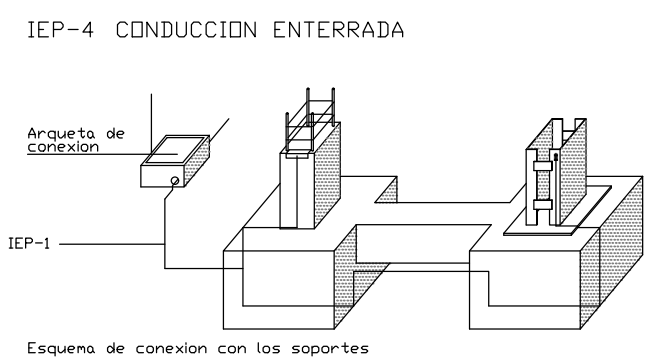 IEP-4 CONDUCCION ENTERRADA
Arqueta de
conexion
IEP-1
Esquema de conexion con los soportes